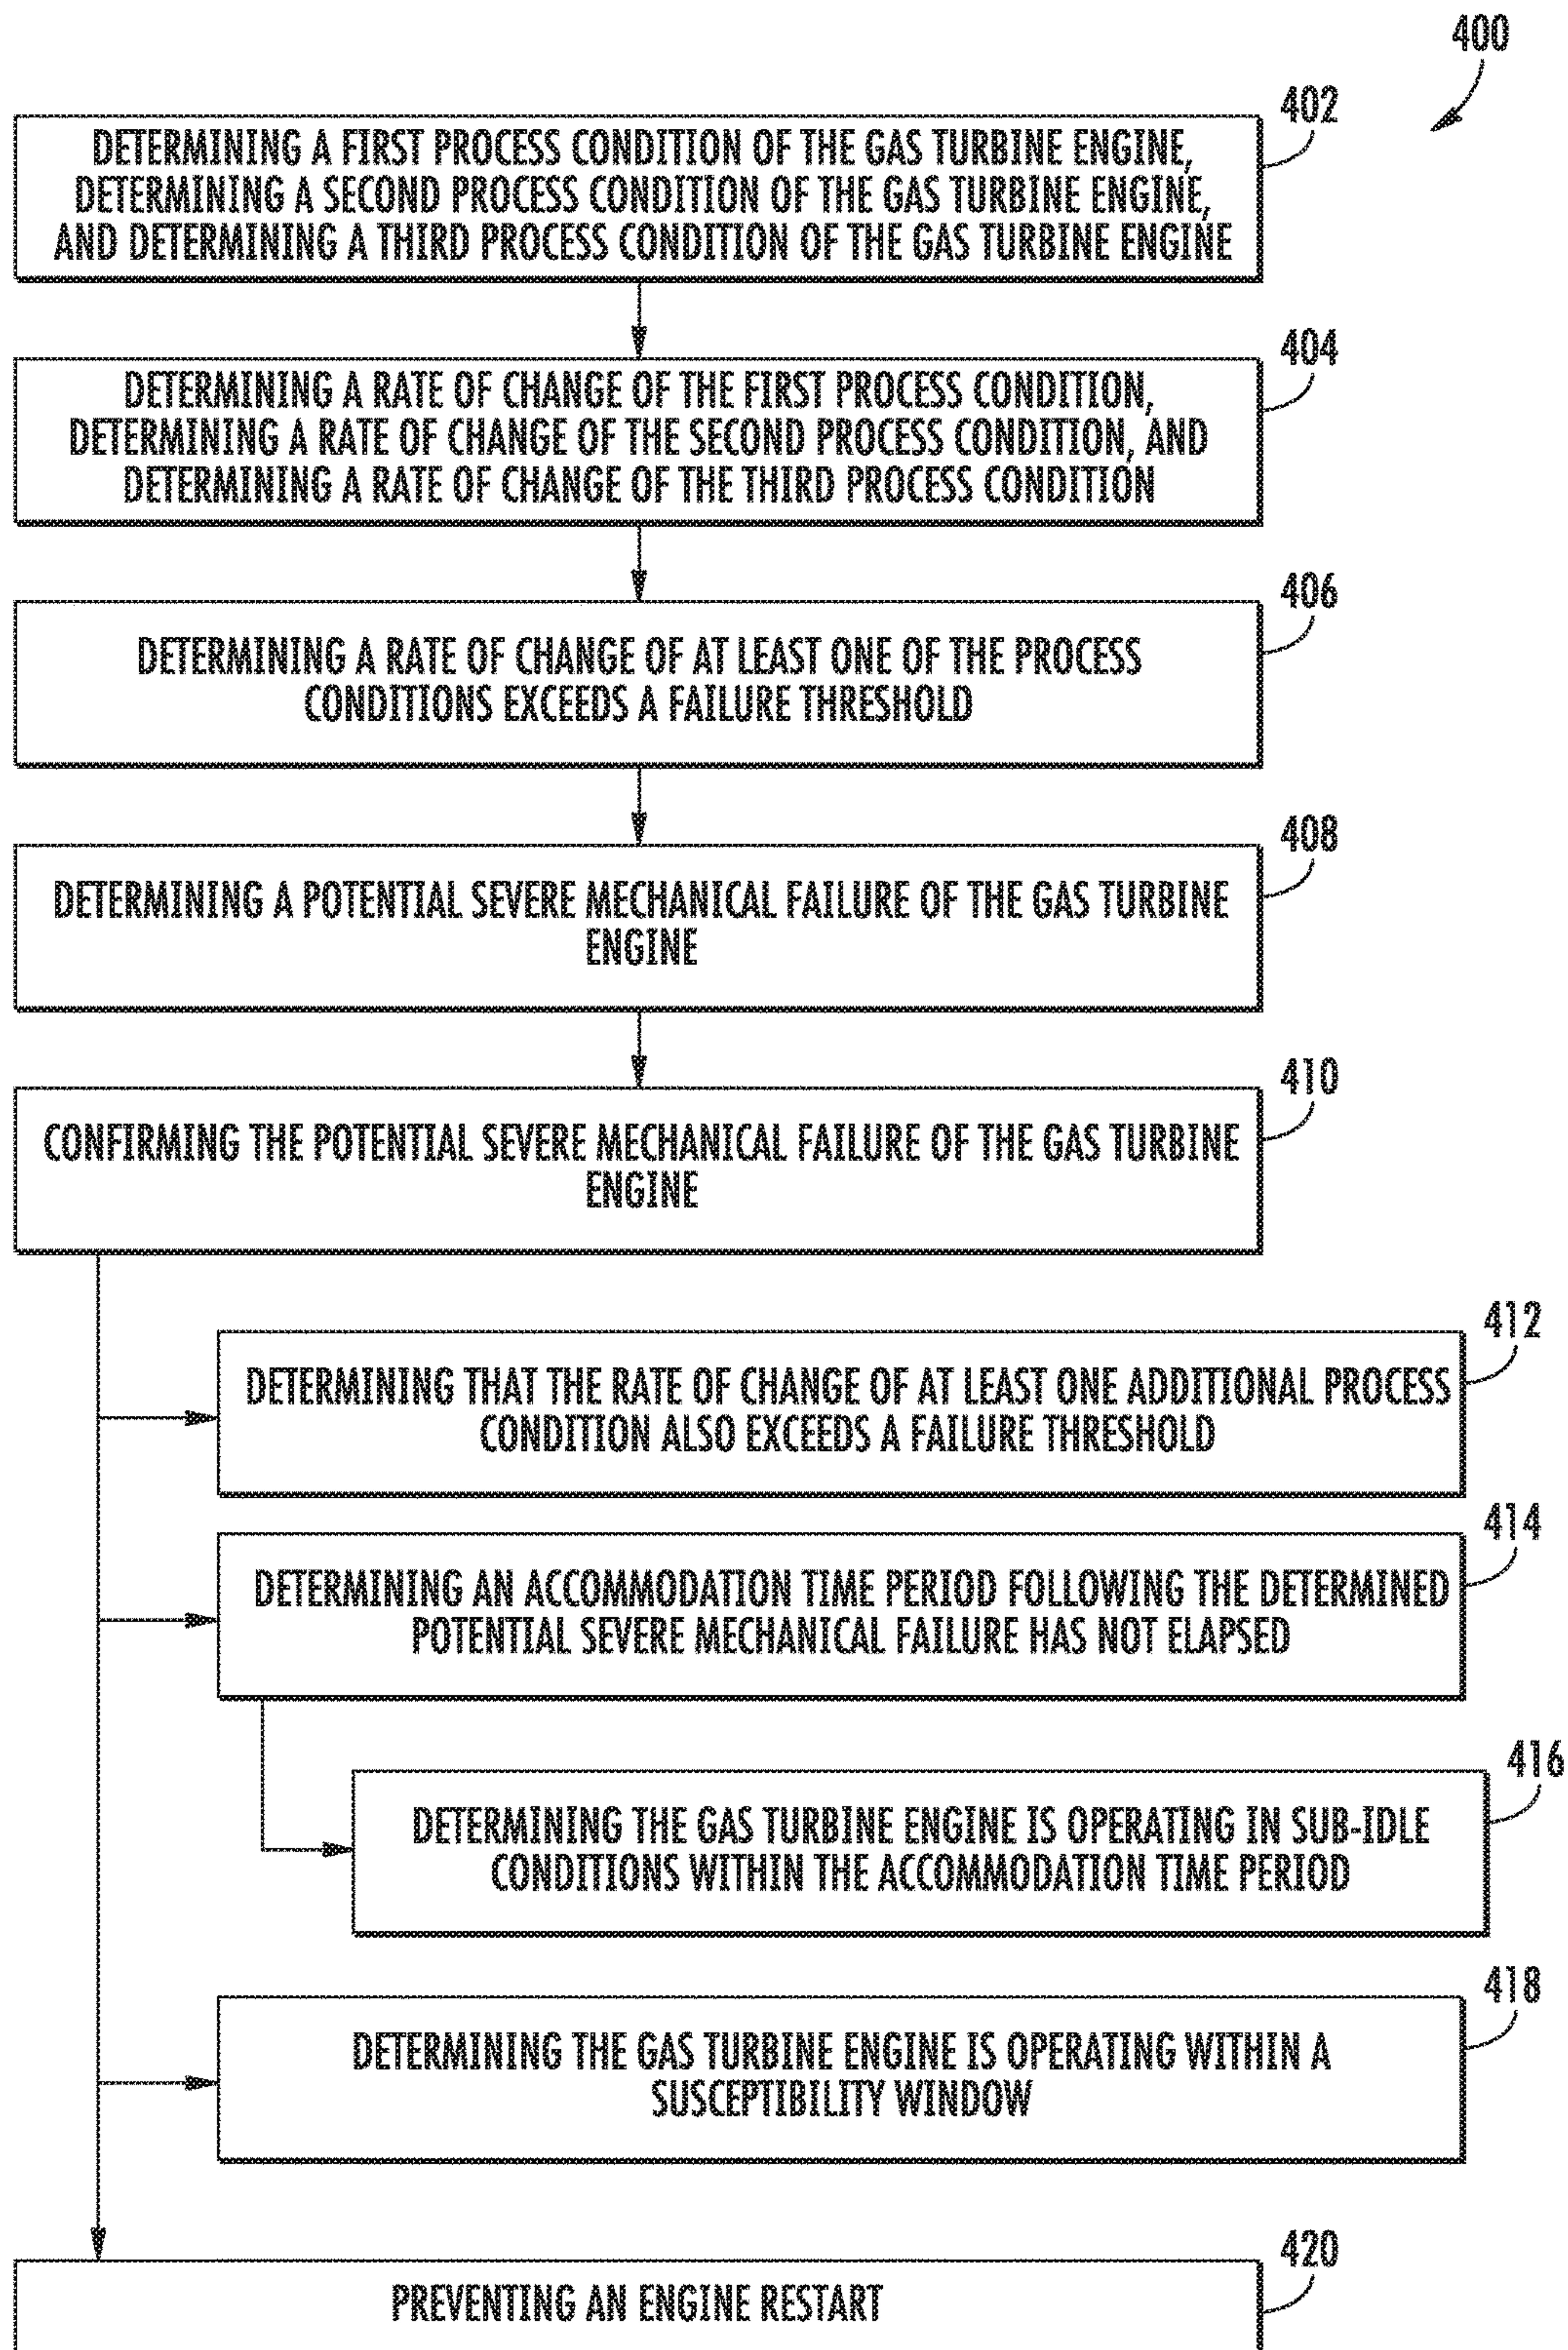 400
402
DETERMINING A FIRST PROCESS CONDITION OF THE GAS TURBINE ENGINE,
DETERMINING A SECOND PROCESS CONDITION OF THE GAS TURBINE ENGINE,
AND DETERMINING A THIRD PROCESS CONDITION OF THE GAS TURBINE ENGINE
404
DETERMINING A RATE OF CHANGE OF THE FIRST PROCESS CONDITION,
DETERMINING A RATE OF CHANGE OF THE SECOND PROCESS CONDITION, AND
DETERMINING A RATE OF CHANGE OF THE THIRD PROCESS CONDITION
406
DETERMINING A RATE OF CHANGE OF AT LEAST ONE OF THE PROCESS
CONDITIONS EXCEEDS A FAILURE THRESHOLD
408
DETERMINING A POTENTIAL SEVERE MECHANICAL FAILURE OF THE GAS TURBINE
ENGINE
410
CONFIRMING THE POTENTIAL SEVERE MECHANICAL FAILURE OF THE GAS TURBINE
ENGINE
412
DETERMINING THAT THE RATE OF CHANGE OF AT LEAST ONE ADDITIONAL PROCESS
CONDITION ALSO EXCEEDS A FAILURE THRESHOLD
414
DETERMINING AN ACCOMMODATION TIME PERIOD FOLLOWING THE DETERMINED
POTENTIAL SEVERE MECHANICAL FAILURE HAS NOT ELAPSED
416
DETERMINING THE GAS TURBINE ENGINE IS OPERATING IN SUB-IDLE
CONDITIONS WITHIN THE ACCOMMODATION TIME PERIOD
418
DETERMINING THE GAS TURBINE ENGINE IS OPERATING WITHIN A
SUSCEPTIBILITY WINDOW
420
PREVENTING AN ENGINE RESTART